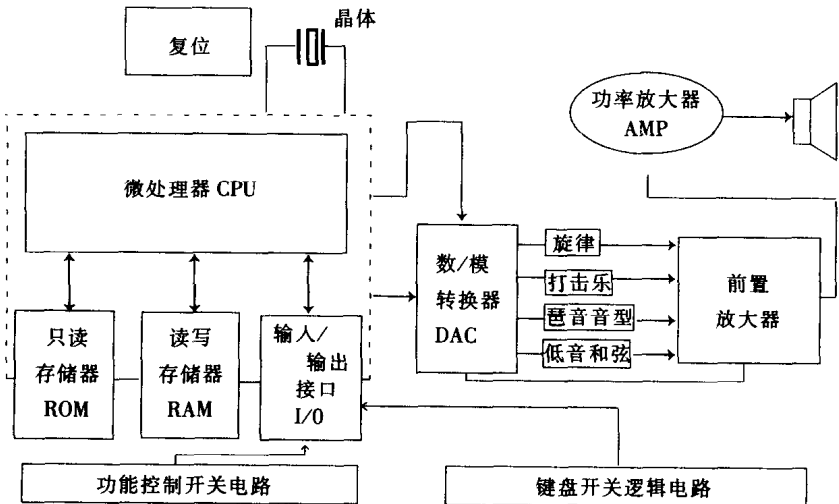 复位
晶体
功率放大器
AMP
微处理器 CPU
数/模
转换器
DAC
旋律
打击乐
琶音音型
低音和弦
前置
放大器
只读
存储器
ROM
读写
存储器
RAM
输入/
输出
接口
I/0
功能控制开关电路
键盘开关逻辑电路